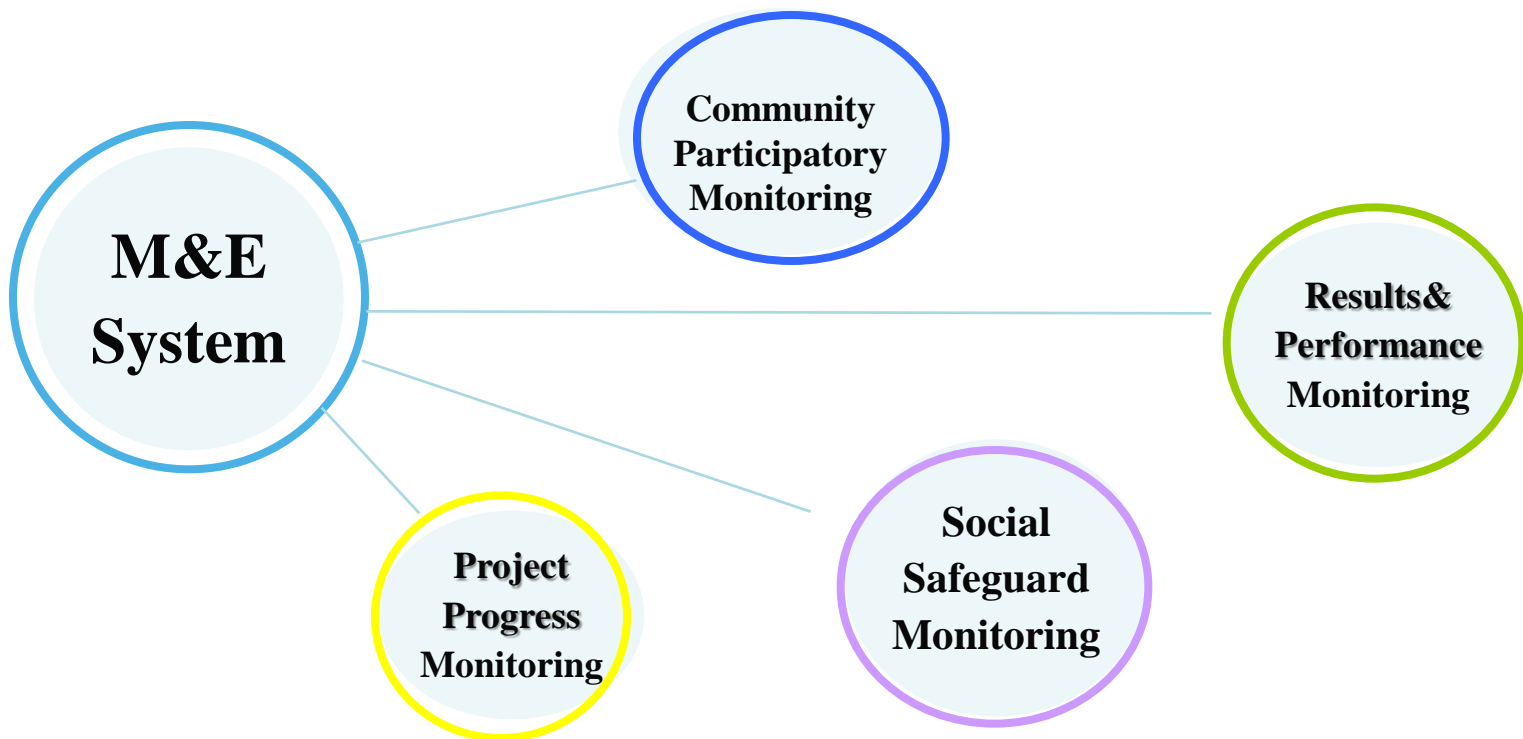 Community
Participatory
Monitoring
M&E
System
Results&
Performance
Monitoring
Social
Safeguard
Monitoring
Project
Progress
Monitoring